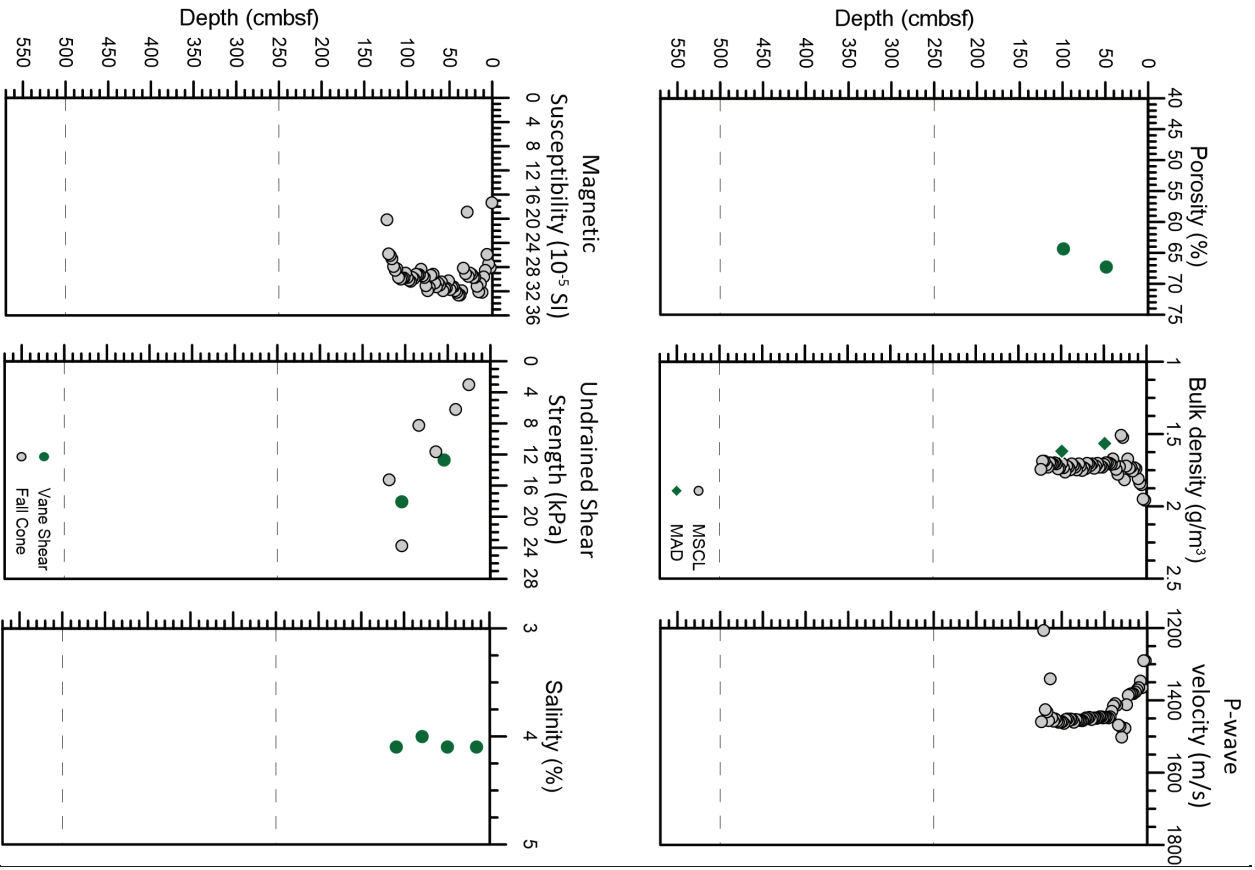 Porosity (%)
40 45 50 55 60 65 70 75
Bulk density (g/m³)
1 1.5 2 2.5
P-wave
velocity (m/s)
1200 1400 1600 1800
Depth (cmbsf)
0
50
100
150
200
250
300
350
400
450
500
550
MSCL
MAD
Magnetic
Susceptibility (10⁻⁵ SI)
0 4 8 12 16 20 24 28 32 36
Undrained Shear
Strength (kPa)
0 4 8 12 16 20 24 28
Salinity (%)
3 4 5
Depth (cmbsf)
0
50
100
150
200
250
300
350
400
450
500
550
Vane Shear
Fall Cone